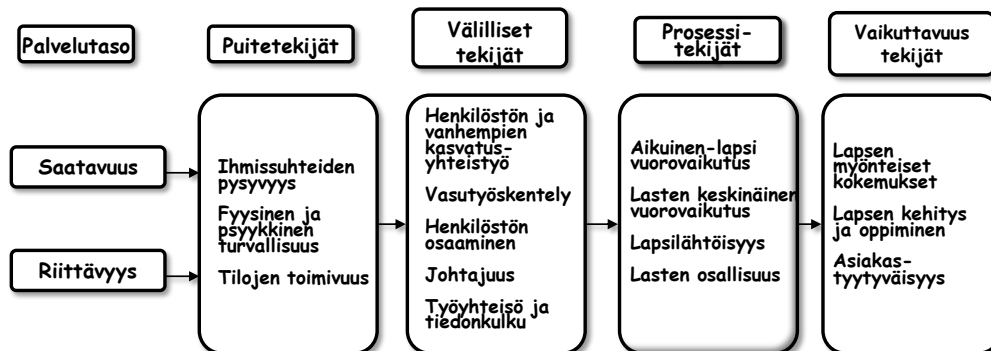 Palvelutaso
Puitetekijät
Välilliset
tekijät
Prosessi-
tekijät
Vaikuttavuus
tekijät
Saatavuus
Riittävyys
Ihmissuhteiden
pysyvyys
Fyysinen ja
psyykkinen
turvallisuus
Tilojen toimivuus
Henkilöstön ja
vanhempien
kasvatus-
yhteistyö
Vasutyöskentely
Henkilöstön
osaaminen
Johtajuus
Työyhteisö ja
tiedonkulku
Aikuinen-lapsi
vuorovaikutus
Lasten keskinäinen
vuorovaikutus
Lapsilähtöisyys
Lasten osallisuus
Lapsen
myönteiset
kokemukset
Lapsen kehitys
ja oppiminen
Asiakas-
tyytyväisyys